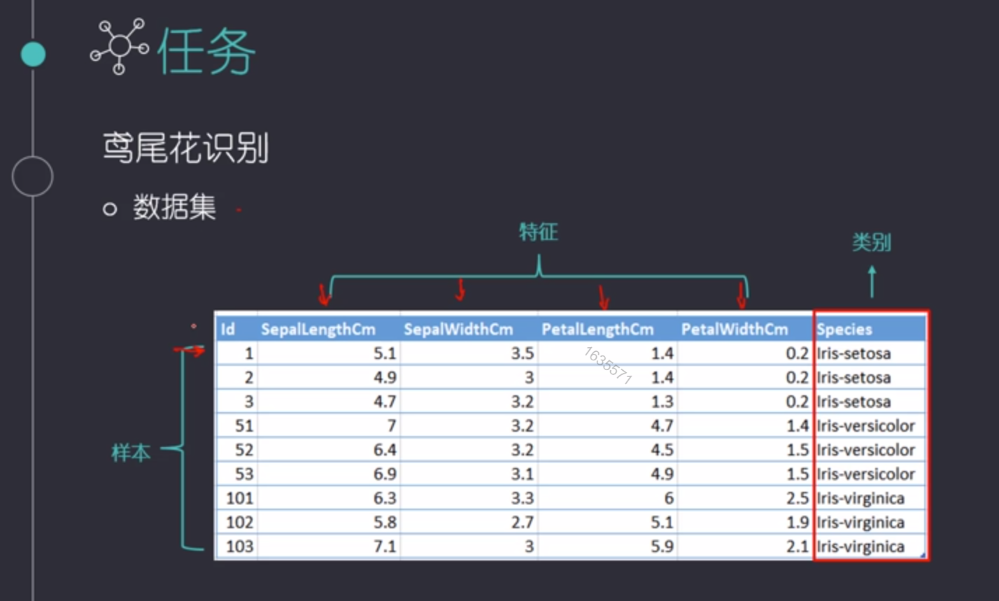 任务
鸢尾花识别
数据集
特征
类别
Id SepalLengthCm SepalWidthCm PetalLengthCm PetalWidthCm Species
1 5.1 3.5 1.4 0.2 Iris-setosa
1635571
2 4.9 3 1.4 0.2 Iris-setosa
3 4.7 3.2 1.3 0.2 Iris-setosa
51 7 3.2 4.7 1.4 Iris-versicolor
52 6.4 3.2 4.5 1.5 Iris-versicolor
样本
53 6.9 3.1 4.9 1.5 Iris-versicolor
101 6.3 3.3 6 2.5 Iris-virginica
102 5.8 2.7 5.1 1.9 Iris-virginica
103 7.1 3 5.9 2.1 Iris-virginica